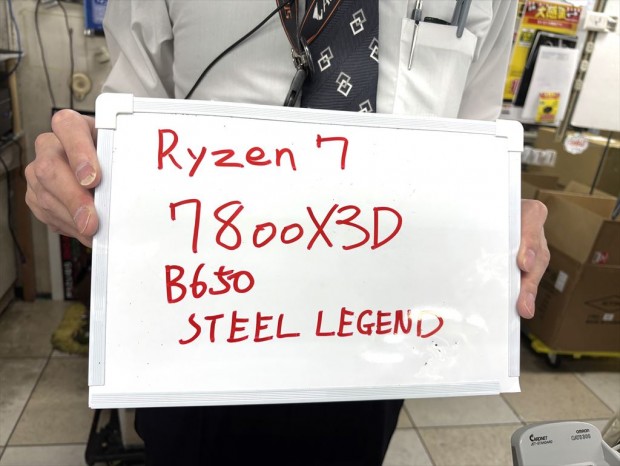 Ryzen 7
7800X3D
B650
STEEL LEGEND